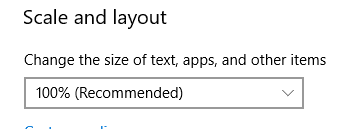 Scale and layout
Change the size of text, apps, and other items
100% (Recommended)